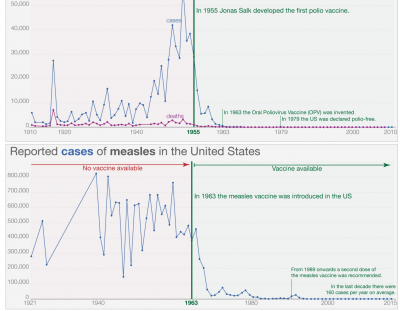 50,000
In 1955 Jonas Salk developed the first polio vaccine.
cases
40,000
30,000
20,000
10,000
In 1963 the Oral Poliovirus Vaccine (OPV) was invented
deaths
In 1979 the US was declared polio-free.
0
1910 1920 1940 1955 1960 1979 2015
Reported cases of measles in the United States
No vaccine available
Vaccine available
800,000
700,000
In 1963 the measles vaccine was introduced in the US
600,000
500,000
400,000
300,000
200,000
From 1989 onwards a second dose of
the measles vaccine was recommended.
100,000
In the last decade there were
160 cases per year on average.
0
1921 1940 1963 1980 2000 2015